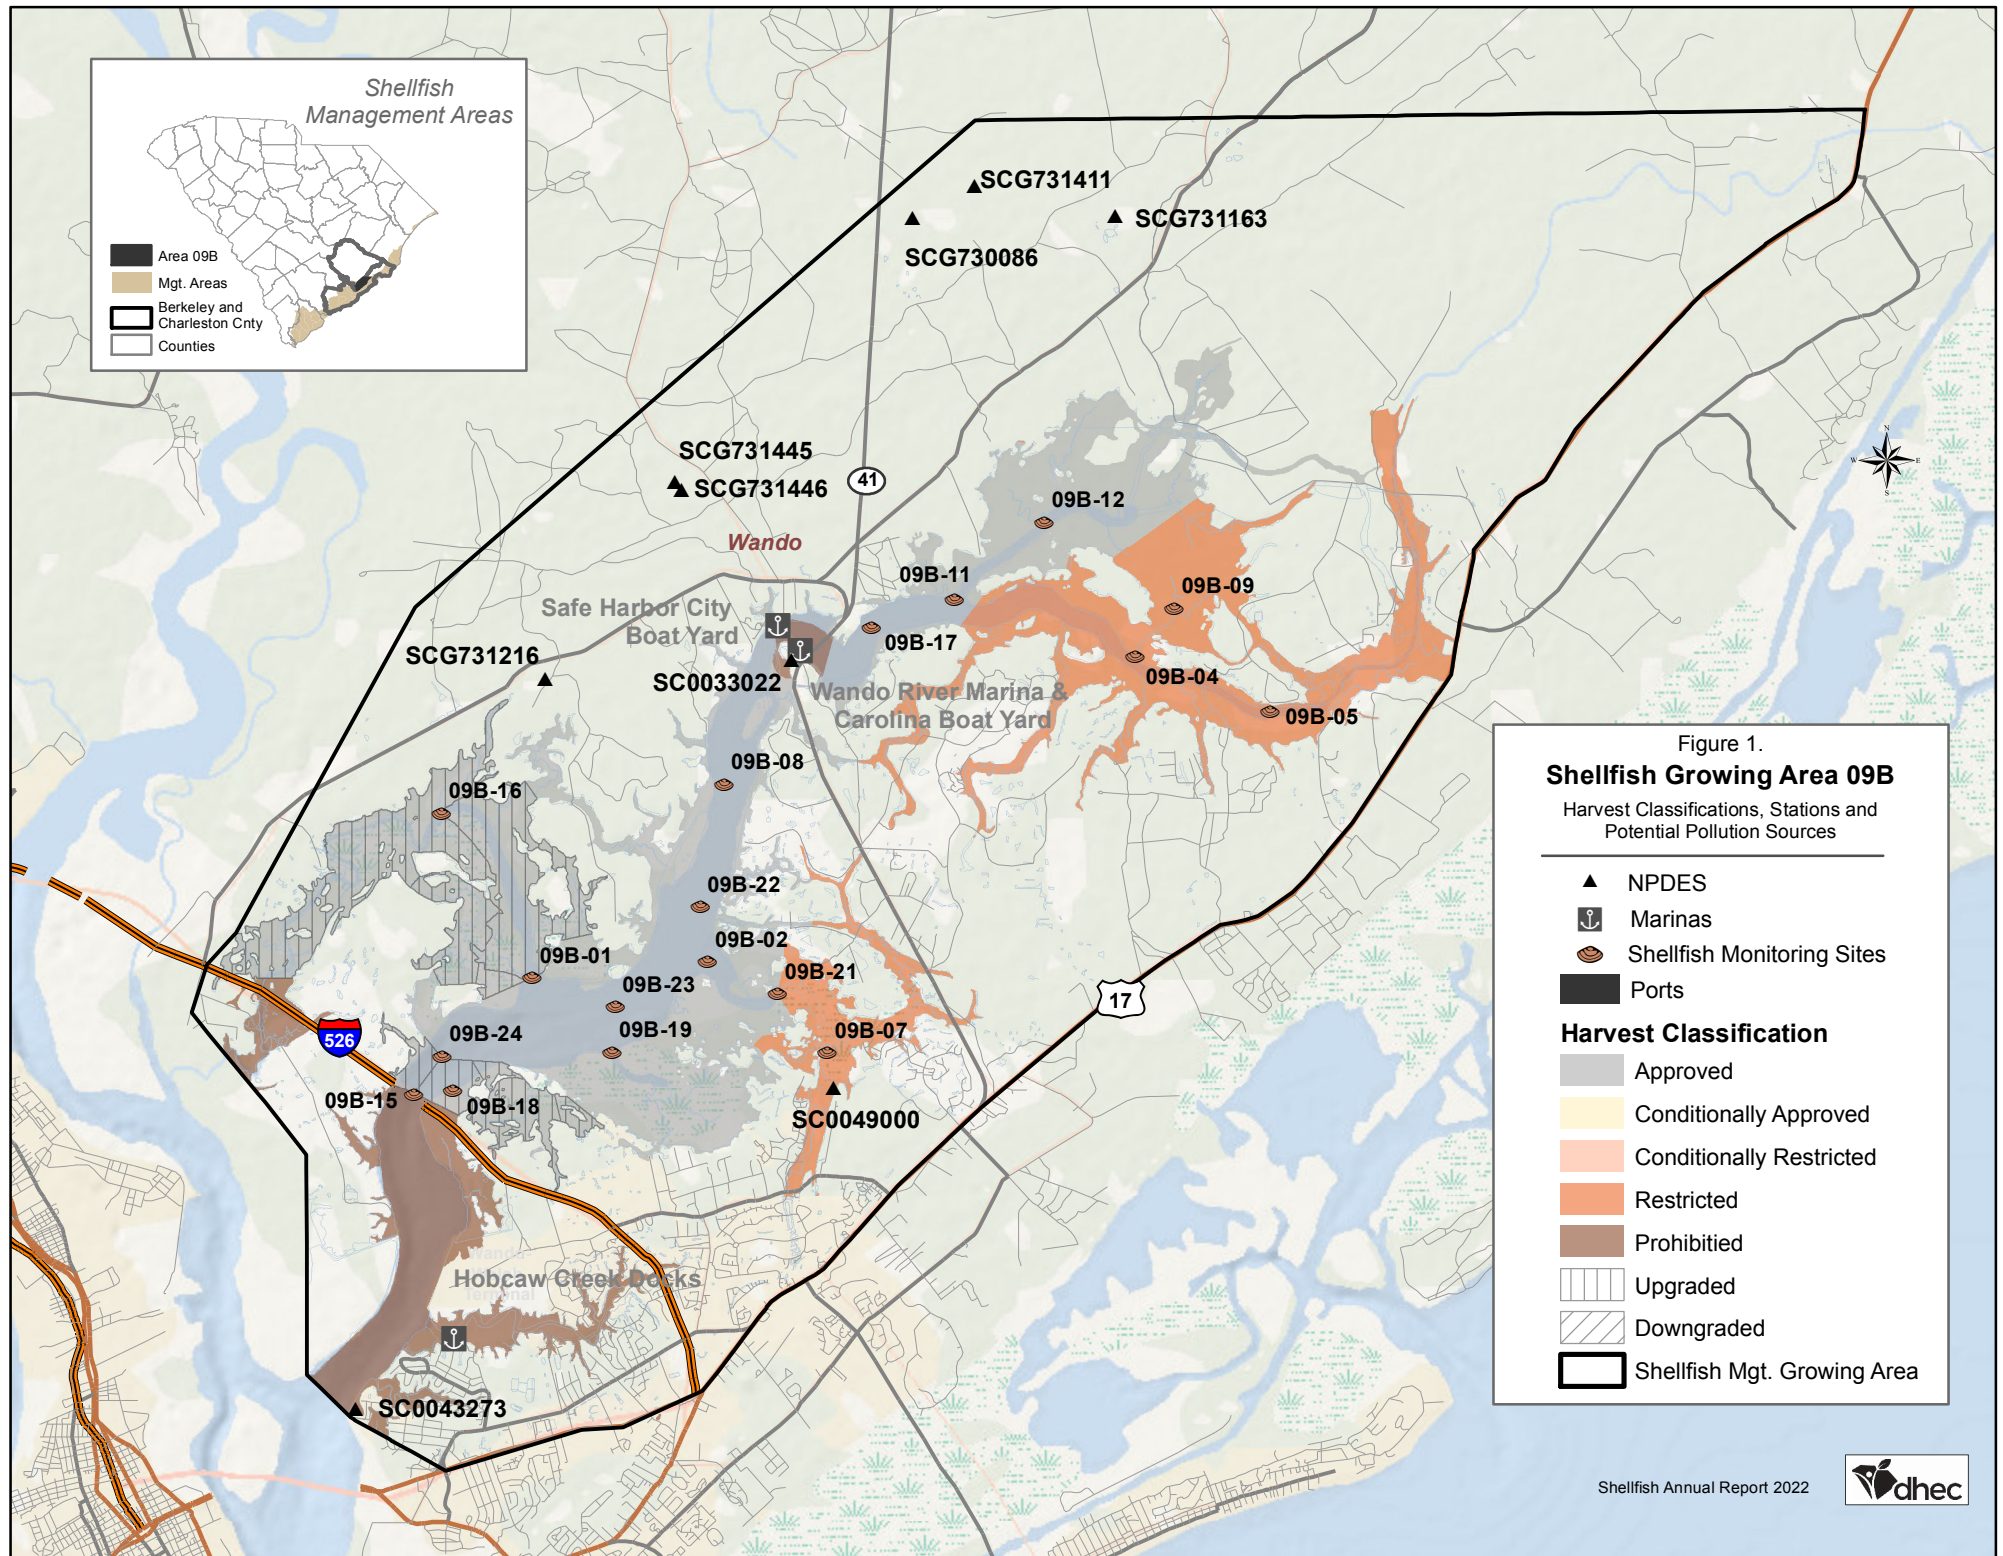 Shellfish
Management Areas
Area 09B
Mgt. Areas
Berkeley and
Charleston Cnty
Counties
SCG731411
SCG731163
SCG730086
SCG731445
SCG731446
41
09B-12
Wando
09B-11
09B-09
Safe Harbor City
Boat Yard
09B-17
SCG731216
SC0033022
09B-04
Wando River Marina &
Carolina Boat Yard
09B-05
09B-08
09B-16
09B-22
09B-02
09B-01
09B-21
09B-23
17
09B-24
09B-19
09B-07
526
09B-15
09B-18
SC0049000
Wando
Terminal
Hobcaw Creek Docks
SC0043273
N
W
E
S
Figure 1.
Shellfish Growing Area 09B
Harvest Classifications, Stations and
Potential Pollution Sources
NPDES
Marinas
Shellfish Monitoring Sites
Ports
Harvest Classification
Approved
Conditionally Approved
Conditionally Restricted
Restricted
Prohibitied
Upgraded
Downgraded
Shellfish Mgt. Growing Area
Shellfish Annual Report 2022
dhec